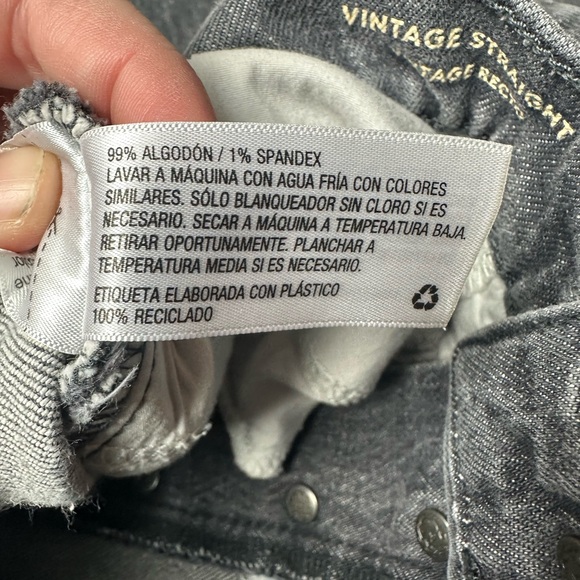 VINTAGE STRAIGHT
99% ALGODÓN / 1% SPANDEX
LAVAR A MÁQUINA CON AGUA FRÍA CON COLORES
SIMILARES. SÓLO BLANQUEADOR SIN CLORO SI ES
NECESARIO. SECAR A MÁQUINA A TEMPERATURA BAJA.
RETIRAR OPORTUNAMENTE. PLANCHAR A
TEMPERATURA MEDIA SI ES NECESARIO.
ETIQUETA ELABORADA CON PLÁSTICO
100% RECICLADO